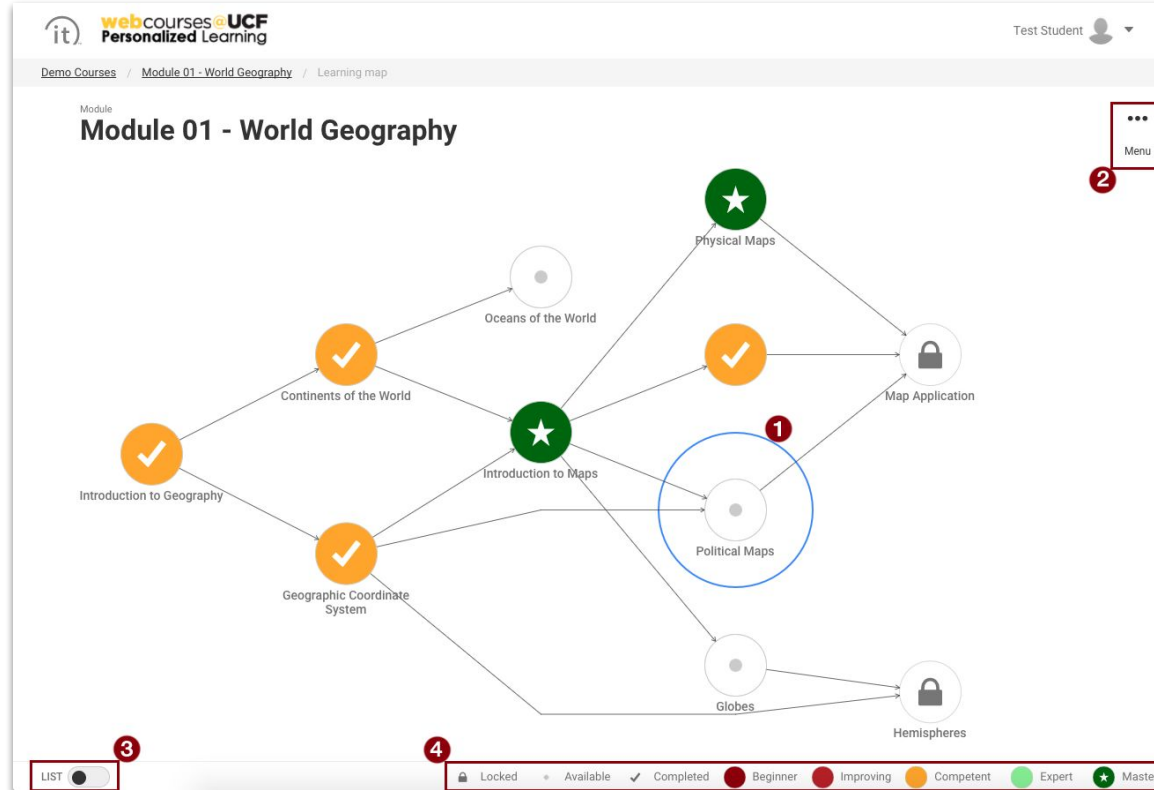 it)
webcourses@UCF
Personalized Learning
Test Student
Demo Courses / Module 01 - World Geography / Learning map
Module
Module 01 - World Geography
Menu
2
Physical Maps
Oceans of the World
Continents of the World
Map Application
1
Introduction to Maps
Introduction to Geography
Political Maps
Geographic Coordinate
System
Globes
Hemispheres
3
4
LIST
Locked Available Completed Beginner Improving Competent Expert Maste